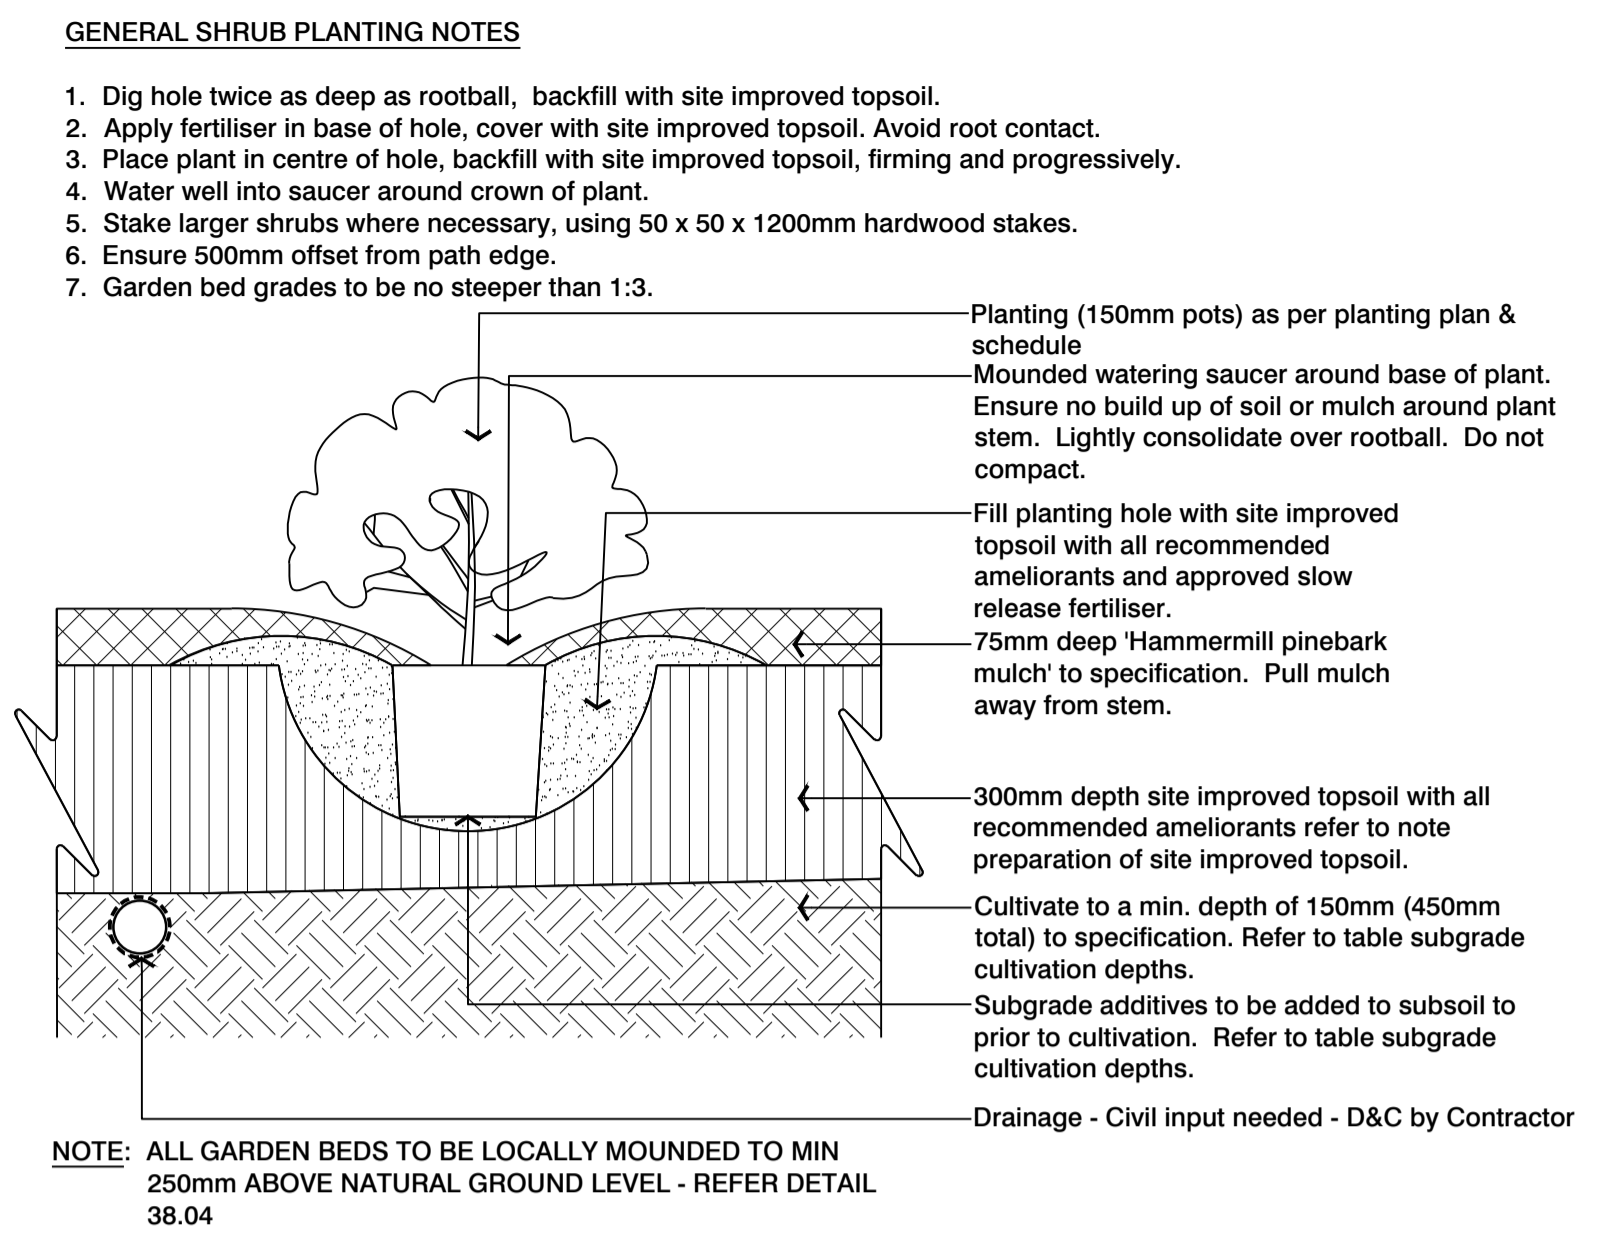 GENERAL SHRUB PLANTING NOTES
1. Dig hole twice as deep as rootball, backfill with site improved topsoil.
2. Apply fertiliser in base of hole, cover with site improved topsoil. Avoid root contact.
3. Place plant in centre of hole, backfill with site improved topsoil, firming and progressively.
4. Water well into saucer around crown of plant.
5. Stake larger shrubs where necessary, using 50 x 50 x 1200mm hardwood stakes.
6. Ensure 500mm offset from path edge.
7. Garden bed grades to be no steeper than 1:3.
Planting (150mm pots) as per planting plan &
schedule
Mounded watering saucer around base of plant.
Ensure no build up of soil or mulch around plant
stem. Lightly consolidate over rootball. Do not
compact.
Fill planting hole with site improved
topsoil with all recommended
ameliorants and approved slow
release fertiliser.
75mm deep 'Hammermill pinebark
mulch' to specification. Pull mulch
away from stem.
300mm depth site improved topsoil with all
recommended ameliorants refer to note
preparation of site improved topsoil.
Cultivate to a min. depth of 150mm (450mm
total) to specification. Refer to table subgrade
cultivation depths.
Subgrade additives to be added to subsoil to
prior to cultivation. Refer to table subgrade
cultivation depths.
Drainage - Civil input needed - D&C by Contractor
NOTE: ALL GARDEN BEDS TO BE LOCALLY MOUNDED TO MIN
250mm ABOVE NATURAL GROUND LEVEL - REFER DETAIL
38.04